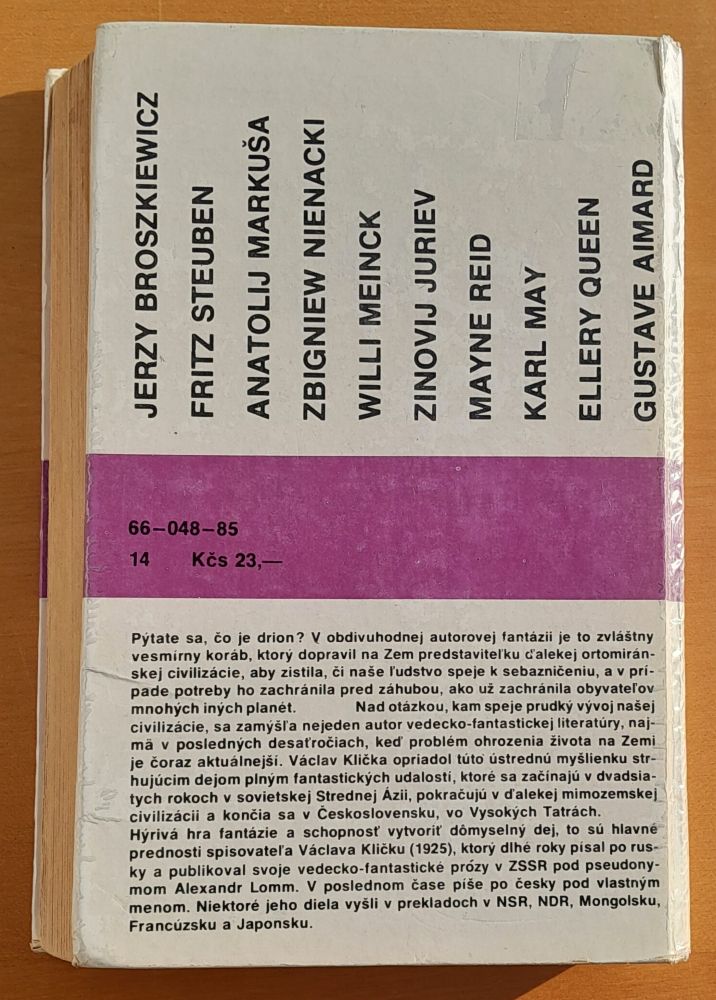 JERZY BROSZKIEWICZ
FRITZ STEUBEN
ANATOLIJ MARKUŠA
ZBIGNIEW NIENACKI
WILLI MEINCK
ZINOVIJ JURIEV
MAYNE REID
KARL MAY
ELLERY QUEEN
GUSTAVE AIMARD
66–048–85
14 Kčs 23,—
Pýtate sa, čo je drion? V obdivuhodnej autorovej fantázii je to zvláštny
vesmírny koráb, ktorý dopravil na Zem predstaviteľku ďalekej ortomirán-
skej civilizácie, aby zistila, či naše ľudstvo speje k sebazničeniu, a v prí-
pade potreby ho zachránila pred záhubou, ako už zachránila obyvateľov
mnohých iných planét. Nad otázkou, kam speje prudký vývoj našej
civilizácie, sa zamýšľa nejeden autor vedecko-fantastickej literatúry, naj-
mä v posledných desaťročiach, keď problém ohrozenia života na Zemi
je čoraz aktuálnejší. Václav Klička opriadol túto ústrednú myšlienku str-
hujúcim dejom plným fantastických udalostí, ktoré sa začínajú v dvadsia-
tych rokoch v sovietskej Strednej Ázii, pokračujú v ďalekej mimozemskej
civilizácii a končia sa v Československu, vo Vysokých Tatrách.
Hýrivá hra fantázie a schopnosť vytvoriť dômyselný dej, to sú hlavné
prednosti spisovateľa Václava Kličku (1925), ktorý dlhé roky písal po rus-
ky a publikoval svoje vedecko-fantastické prózy v ZSSR pod pseudony-
mom Alexandr Lomm. V poslednom čase píše po česky pod vlastným
menom. Niektoré jeho diela vyšli v prekladoch v NSR, NDR, Mongolsku,
Francúzsku a Japonsku.